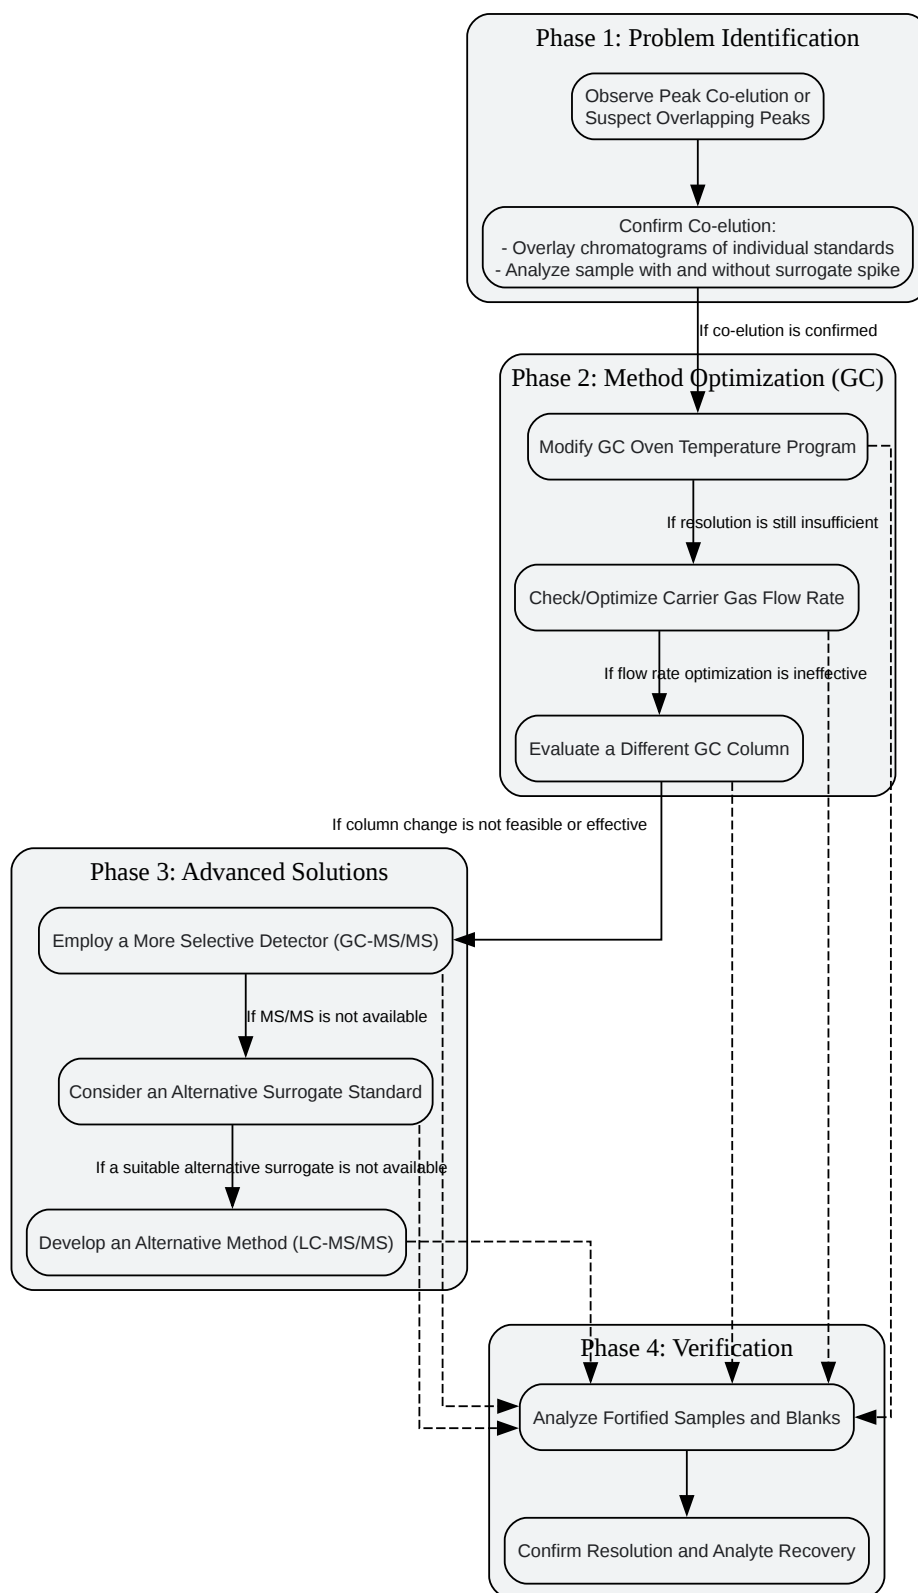 Phase 1: Problem Identification
Observe Peak Co-elution or
Suspect Overlapping Peaks
Confirm Co-elution:
- Overlay chromatograms of individual standards
- Analyze sample with and without surrogate spike
If co-elution is confirmed
Phase 2: Method Optimization (GC)
Modify GC Oven Temperature Program
If resolution is still insufficient
Check/Optimize Carrier Gas Flow Rate
If flow rate optimization is ineffective
Evaluate a Different GC Column
If column change is not feasible or effective
Phase 3: Advanced Solutions
Employ a More Selective Detector (GC-MS/MS)
If MS/MS is not available
Consider an Alternative Surrogate Standard
If a suitable alternative surrogate is not available
Develop an Alternative Method (LC-MS/MS)
Phase 4: Verification
Analyze Fortified Samples and Blanks
Confirm Resolution and Analyte Recovery